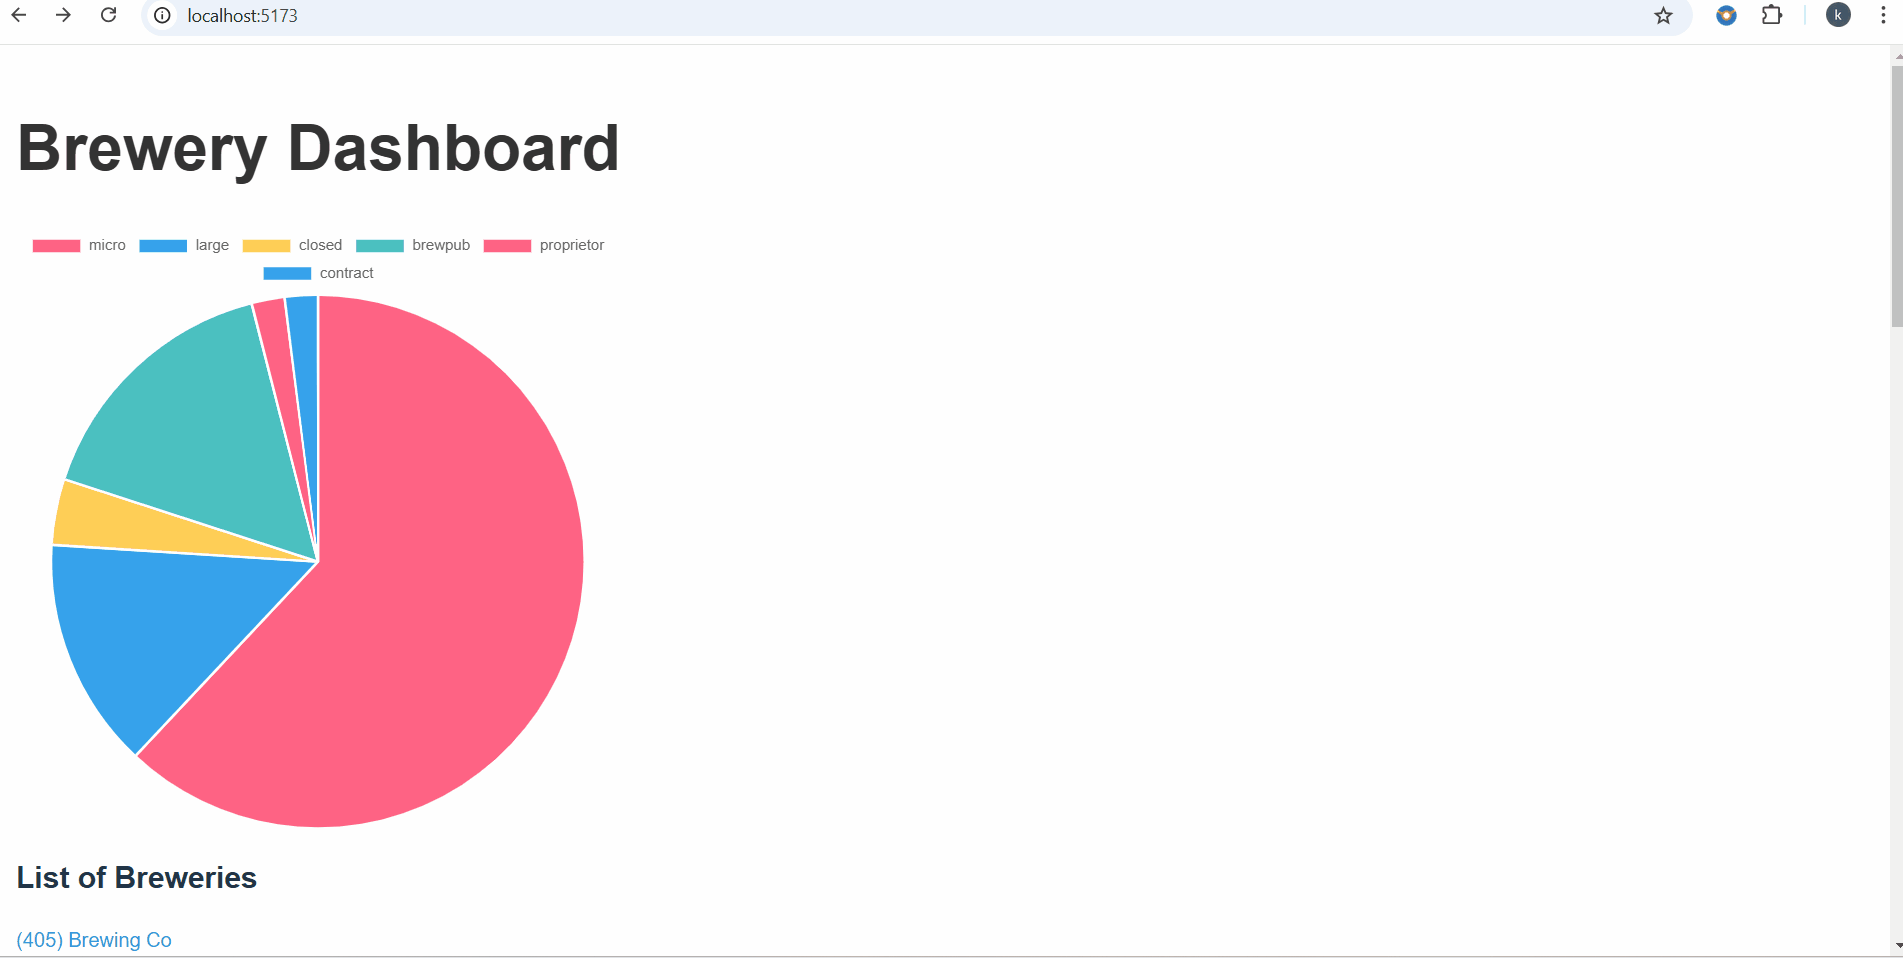 localhost:5173
k
Brewery Dashboard
micro large closed brewpub proprietor
contract
List of Breweries
(405) Brewing Co